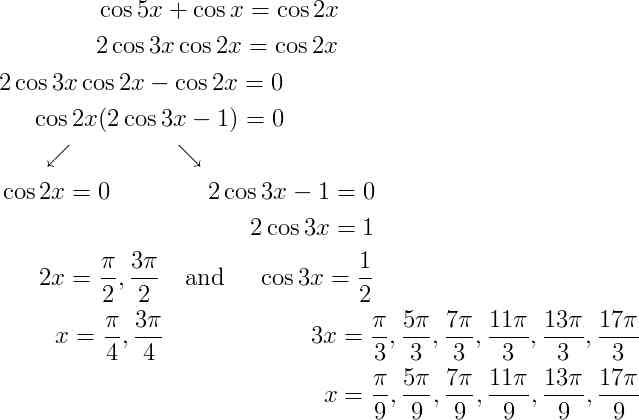 cos 5x + cos x = cos 2x
2 cos 3x cos 2x = cos 2x
2 cos 3x cos 2x − cos 2x = 0
cos 2x(2 cos 3x − 1) = 0
↙ ↘
cos 2x = 0 2 cos 3x − 1 = 0
2 cos 3x = 1
2x = π/2, 3π/2 and cos 3x = 1/2
x = π/4, 3π/4 3x = π/3, 5π/3, 7π/3, 11π/3, 13π/3, 17π/3
x = π/9, 5π/9, 7π/9, 11π/9, 13π/9, 17π/9